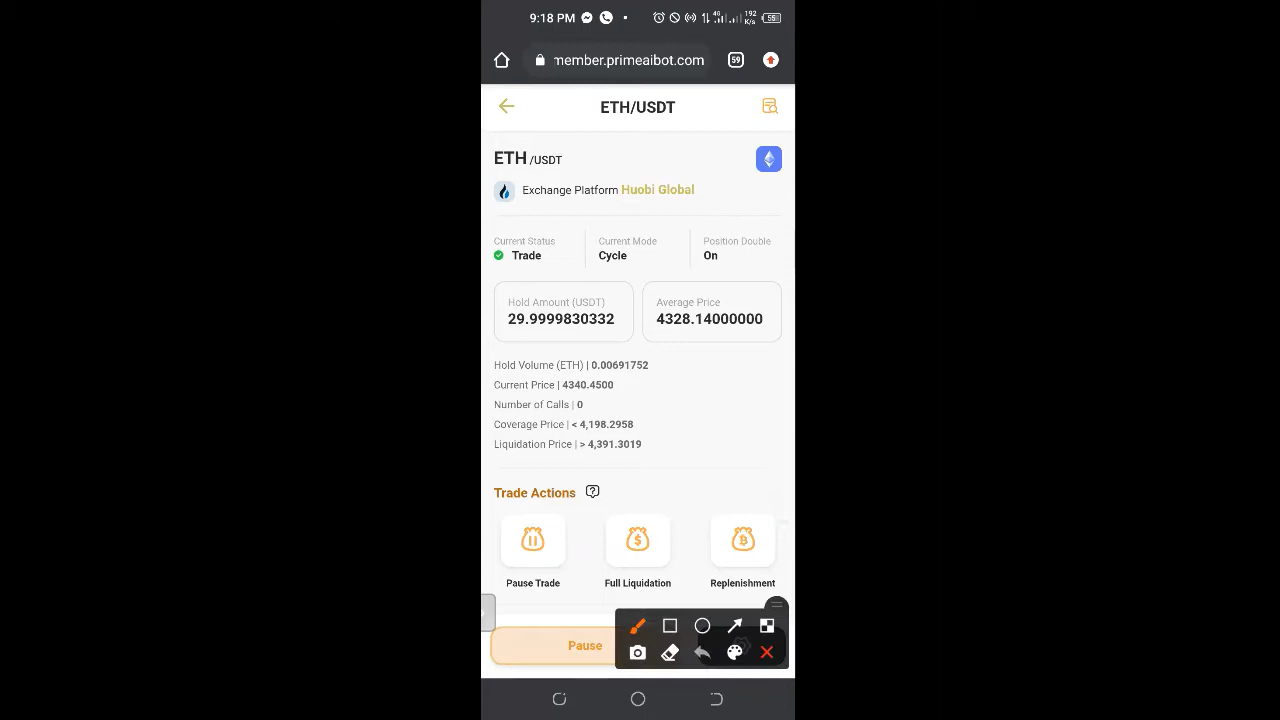 9:18 PM
4G
192
K/s
55
member.primeaibot.com
59
ETH/USDT
ETH /USDT
Exchange Platform Huobi Global
Current Status
Trade
Current Mode
Cycle
Position Double
On
Hold Amount (USDT)
29.9999830332
Average Price
4328.14000000
Hold Volume (ETH) | 0.00691752
Current Price | 4340.4500
Number of Calls | 0
Coverage Price | < 4,198.2958
Liquidation Price | > 4,391.3019
Trade Actions
Pause Trade
Full Liquidation
Replenishment
Pause